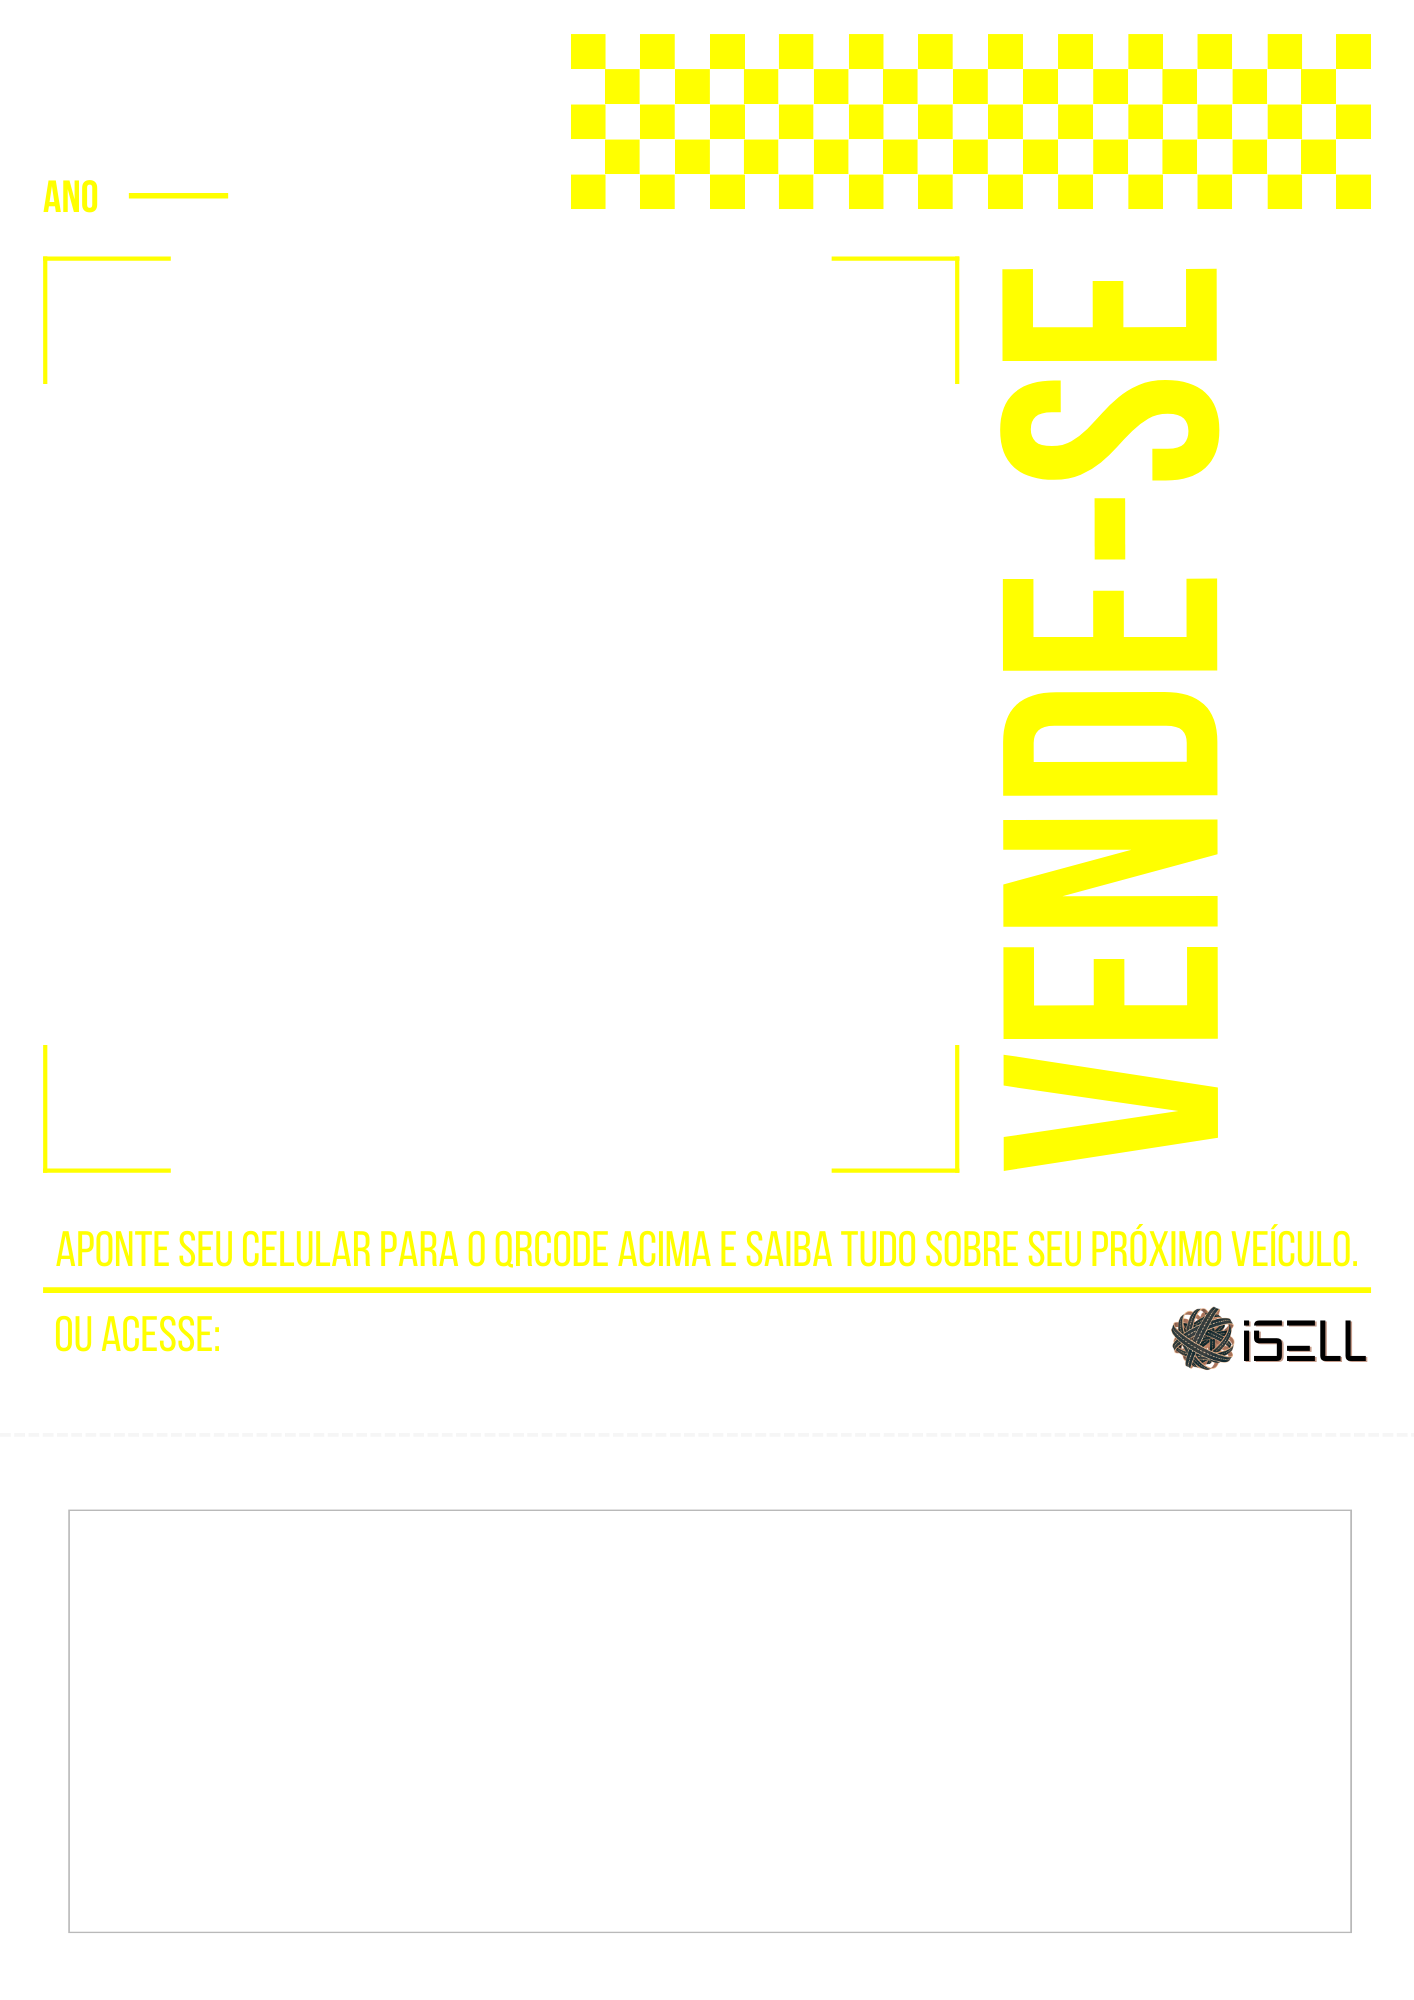 ANO
VENDE-SE
APONTE SEU CELULAR PARA O QRCODE ACIMA E SAIBA TUDO SOBRE SEU PRÓXIMO VEÍCULO.
OU ACESSE:
iSELL